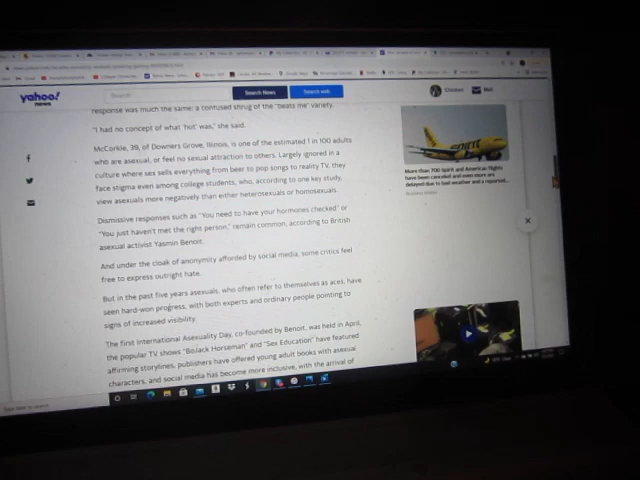 yahoo!
news
Search
Search News
Search web
Mail
response was much the same: a confused shrug of the "beats me" variety.
"I had no concept of what 'hot' was," she said.
McCorkle, 39, of Downers Grove, Illinois, is one of the estimated 1 in 100 adults
who are asexual, or feel no sexual attraction to others. Largely ignored in a
culture where sex sells everything from beer to pop songs to reality TV, they
face stigma even among college students, who, according to one key study,
view asexuals more negatively than either heterosexuals or homosexuals.
Dismissive responses such as "You need to have your hormones checked" or
"You just haven't met the right person," remain common, according to British
asexual activist Yasmin Benoit.
And under the cloak of anonymity afforded by social media, some critics feel
free to express outright hate.
But in the past five years asexuals, who often refer to themselves as aces, have
seen hard-won progress, with both experts and ordinary people pointing to
signs of increased visibility.
The first International Asexuality Day, co-founded by Benoit, was held in April,
the popular TV shows "BoJack Horseman" and "Sex Education" have featured
affirming storylines, publishers have offered young adult books with asexual
characters, and social media has become more inclusive, with the arrival of
spirit
More than 700 Spirit and American flights
have been canceled and even more are
delayed due to bad weather and a reported...
Type here to search